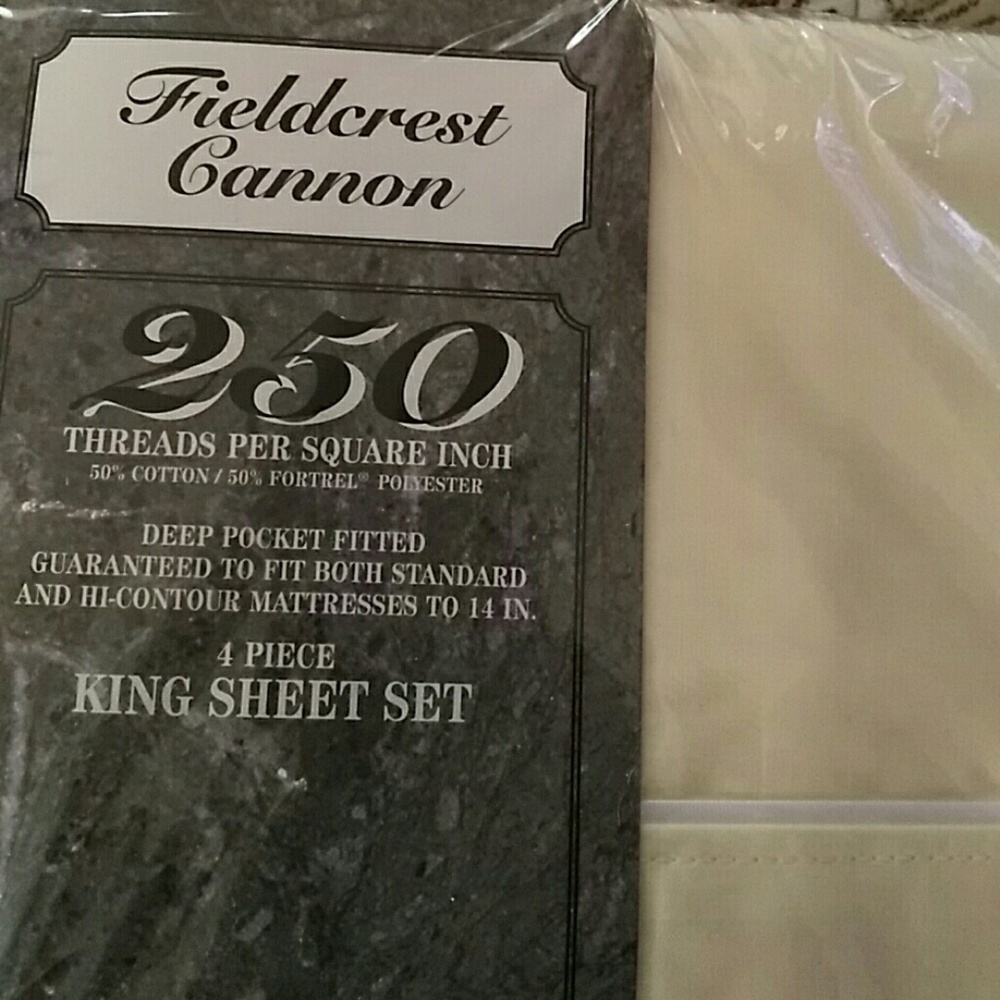 Fieldcrest
Cannon
250
THREADS PER SQUARE INCH
50% COTTON / 50% FORTREL® POLYESTER
DEEP POCKET FITTED
GUARANTEED TO FIT BOTH STANDARD
AND HI-CONTOUR MATTRESSES TO 14 IN.
4 PIECE
KING SHEET SET